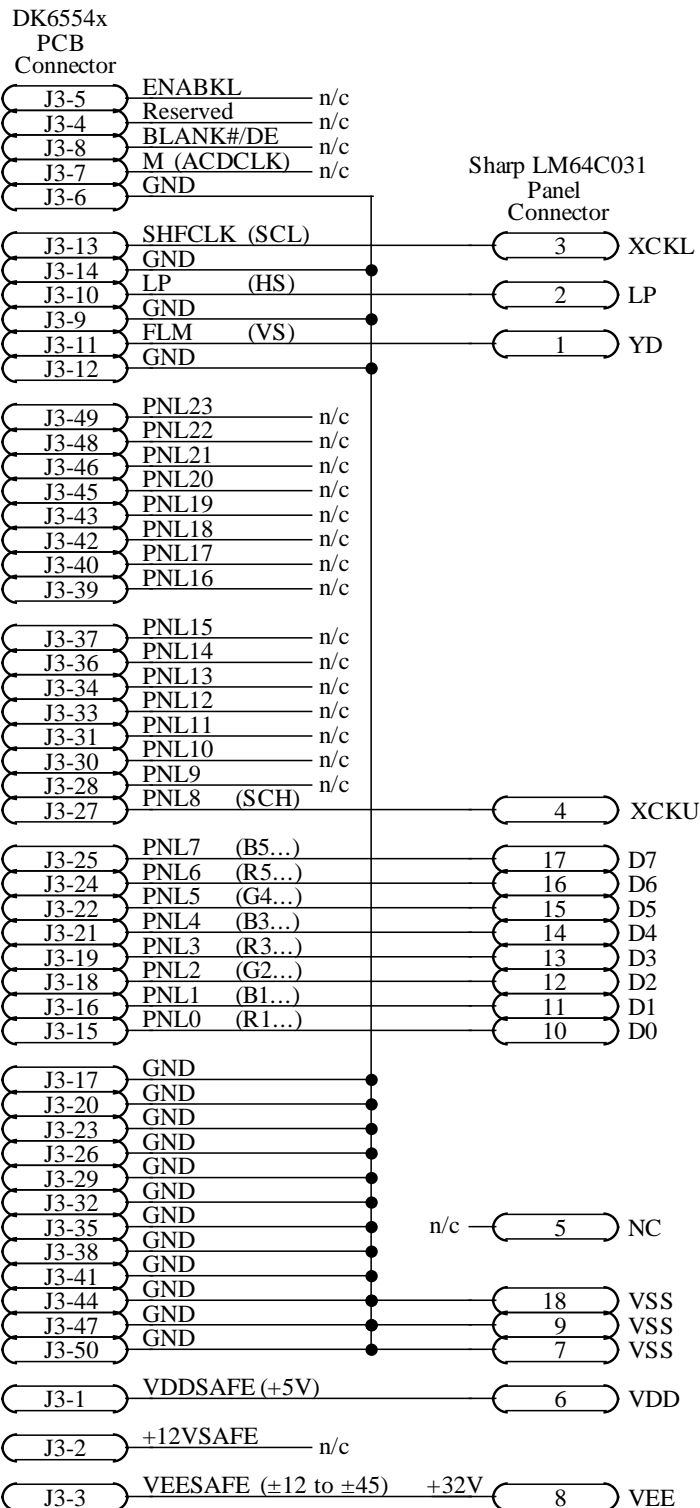 DK6554x
PCB
Connector
J3-5 ENABKL n/c
J3-4 Reserved n/c
J3-8 BLANK#/DE n/c
J3-7 M (ACDCLK) n/c
J3-6 GND
Sharp LM64C031
Panel
Connector
J3-13 SHFCLK (SCL) 3 XCKL
J3-14 GND
J3-10 LP (HS) 2 LP
J3-9 GND
J3-11 FLM (VS) 1 YD
J3-12 GND
J3-49 PNL23 n/c
J3-48 PNL22 n/c
J3-46 PNL21 n/c
J3-45 PNL20 n/c
J3-43 PNL19 n/c
J3-42 PNL18 n/c
J3-40 PNL17 n/c
J3-39 PNL16 n/c
J3-37 PNL15 n/c
J3-36 PNL14 n/c
J3-34 PNL13 n/c
J3-33 PNL12 n/c
J3-31 PNL11 n/c
J3-30 PNL10 n/c
J3-28 PNL9 n/c
J3-27 PNL8 (SCH) 4 XCKU
J3-25 PNL7 (B5…) 17 D7
J3-24 PNL6 (R5…) 16 D6
J3-22 PNL5 (G4…) 15 D5
J3-21 PNL4 (B3…) 14 D4
J3-19 PNL3 (R3…) 13 D3
J3-18 PNL2 (G2…) 12 D2
J3-16 PNL1 (B1…) 11 D1
J3-15 PNL0 (R1…) 10 D0
J3-17 GND
J3-20 GND
J3-23 GND
J3-26 GND
J3-29 GND
J3-32 GND
J3-35 GND n/c 5 NC
J3-38 GND
J3-41 GND
J3-44 GND 18 VSS
J3-47 GND 9 VSS
J3-50 GND 7 VSS
J3-1 VDDSAFE (+5V) 6 VDD
J3-2 +12VSAFE n/c
J3-3 VEESAFE (±12 to ±45) +32V 8 VEE